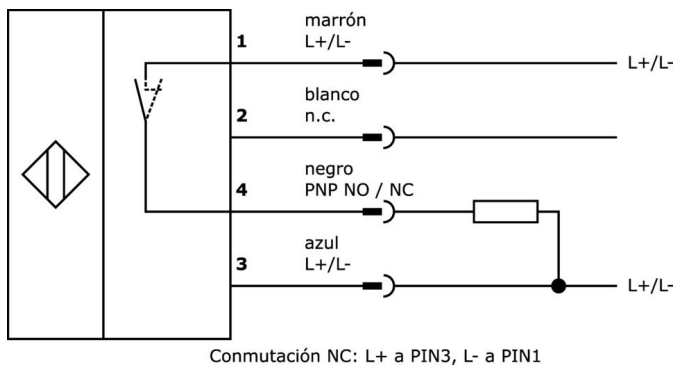 marrón
1 L+/L- L+/L-
blanco
2 n.c.
negro
4 PNP NO / NC
azul
3 L+/L- L+/L-
Conmutación NC: L+ a PIN3, L- a PIN1